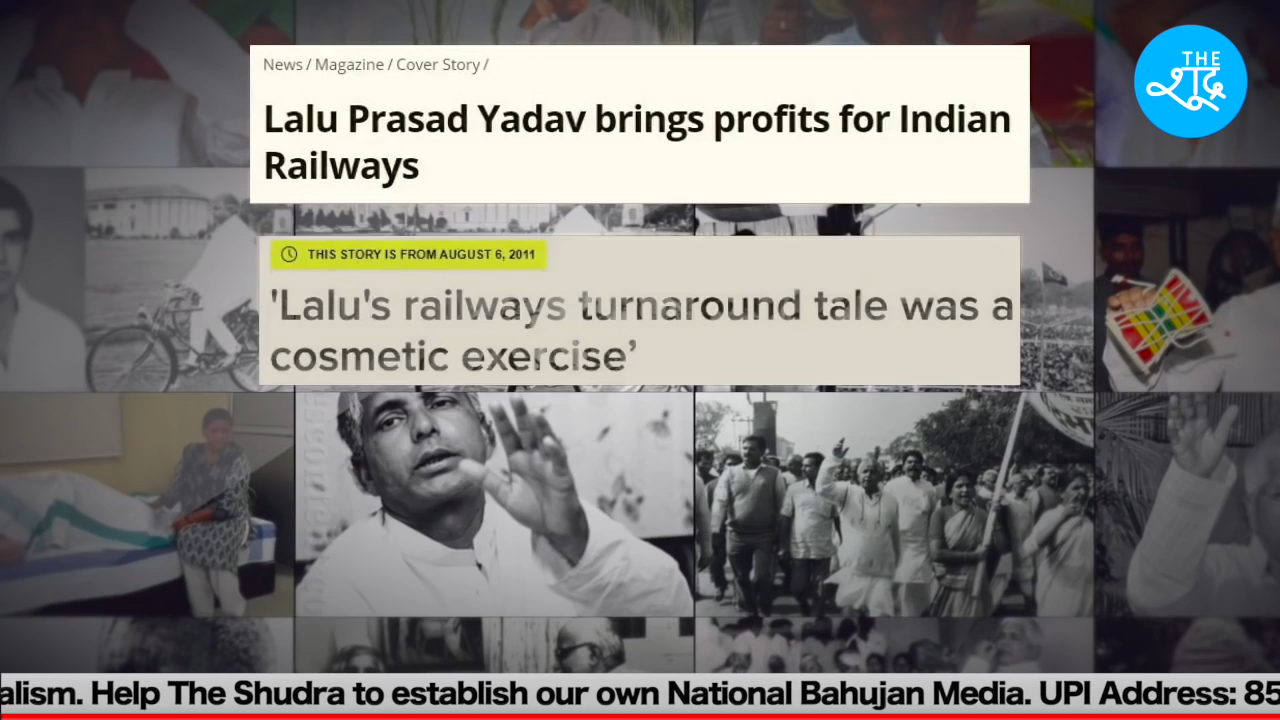 News / Magazine / Cover Story /
THE
शूद्र
Lalu Prasad Yadav brings profits for Indian
Railways
THIS STORY IS FROM AUGUST 6, 2011
'Lalu's railways turnaround tale was a
cosmetic exercise’
alism. Help The Shudra to establish our own National Bahujan Media. UPI Address: 85